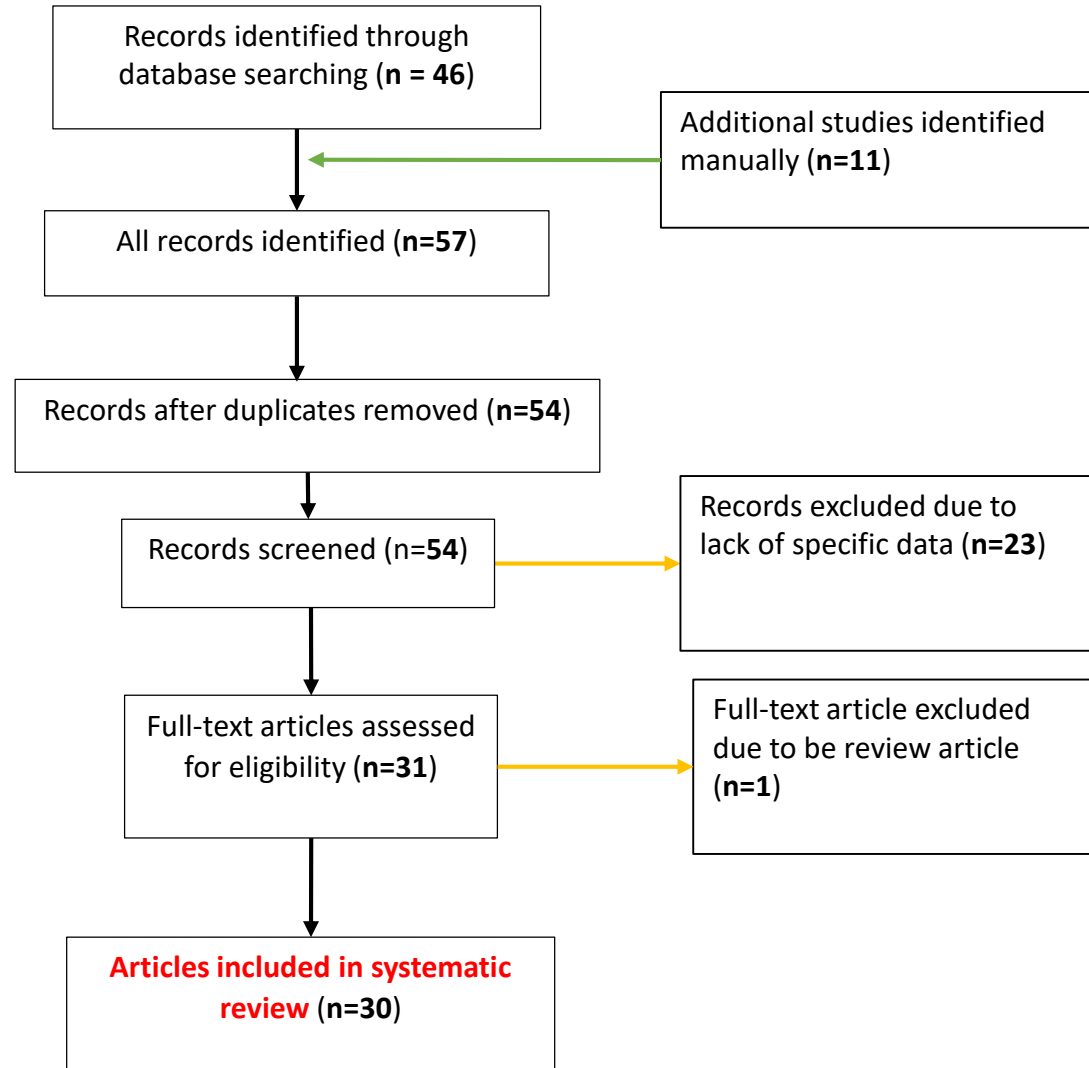 Records identified through
database searching (n = 46)
Additional studies identified
manually (n=11)
All records identified (n=57)
Records after duplicates removed (n=54)
Records screened (n=54)
Records excluded due to
lack of specific data (n=23)
Full-text articles assessed
for eligibility (n=31)
Full-text article excluded
due to be review article
(n=1)
Articles included in systematic
review (n=30)